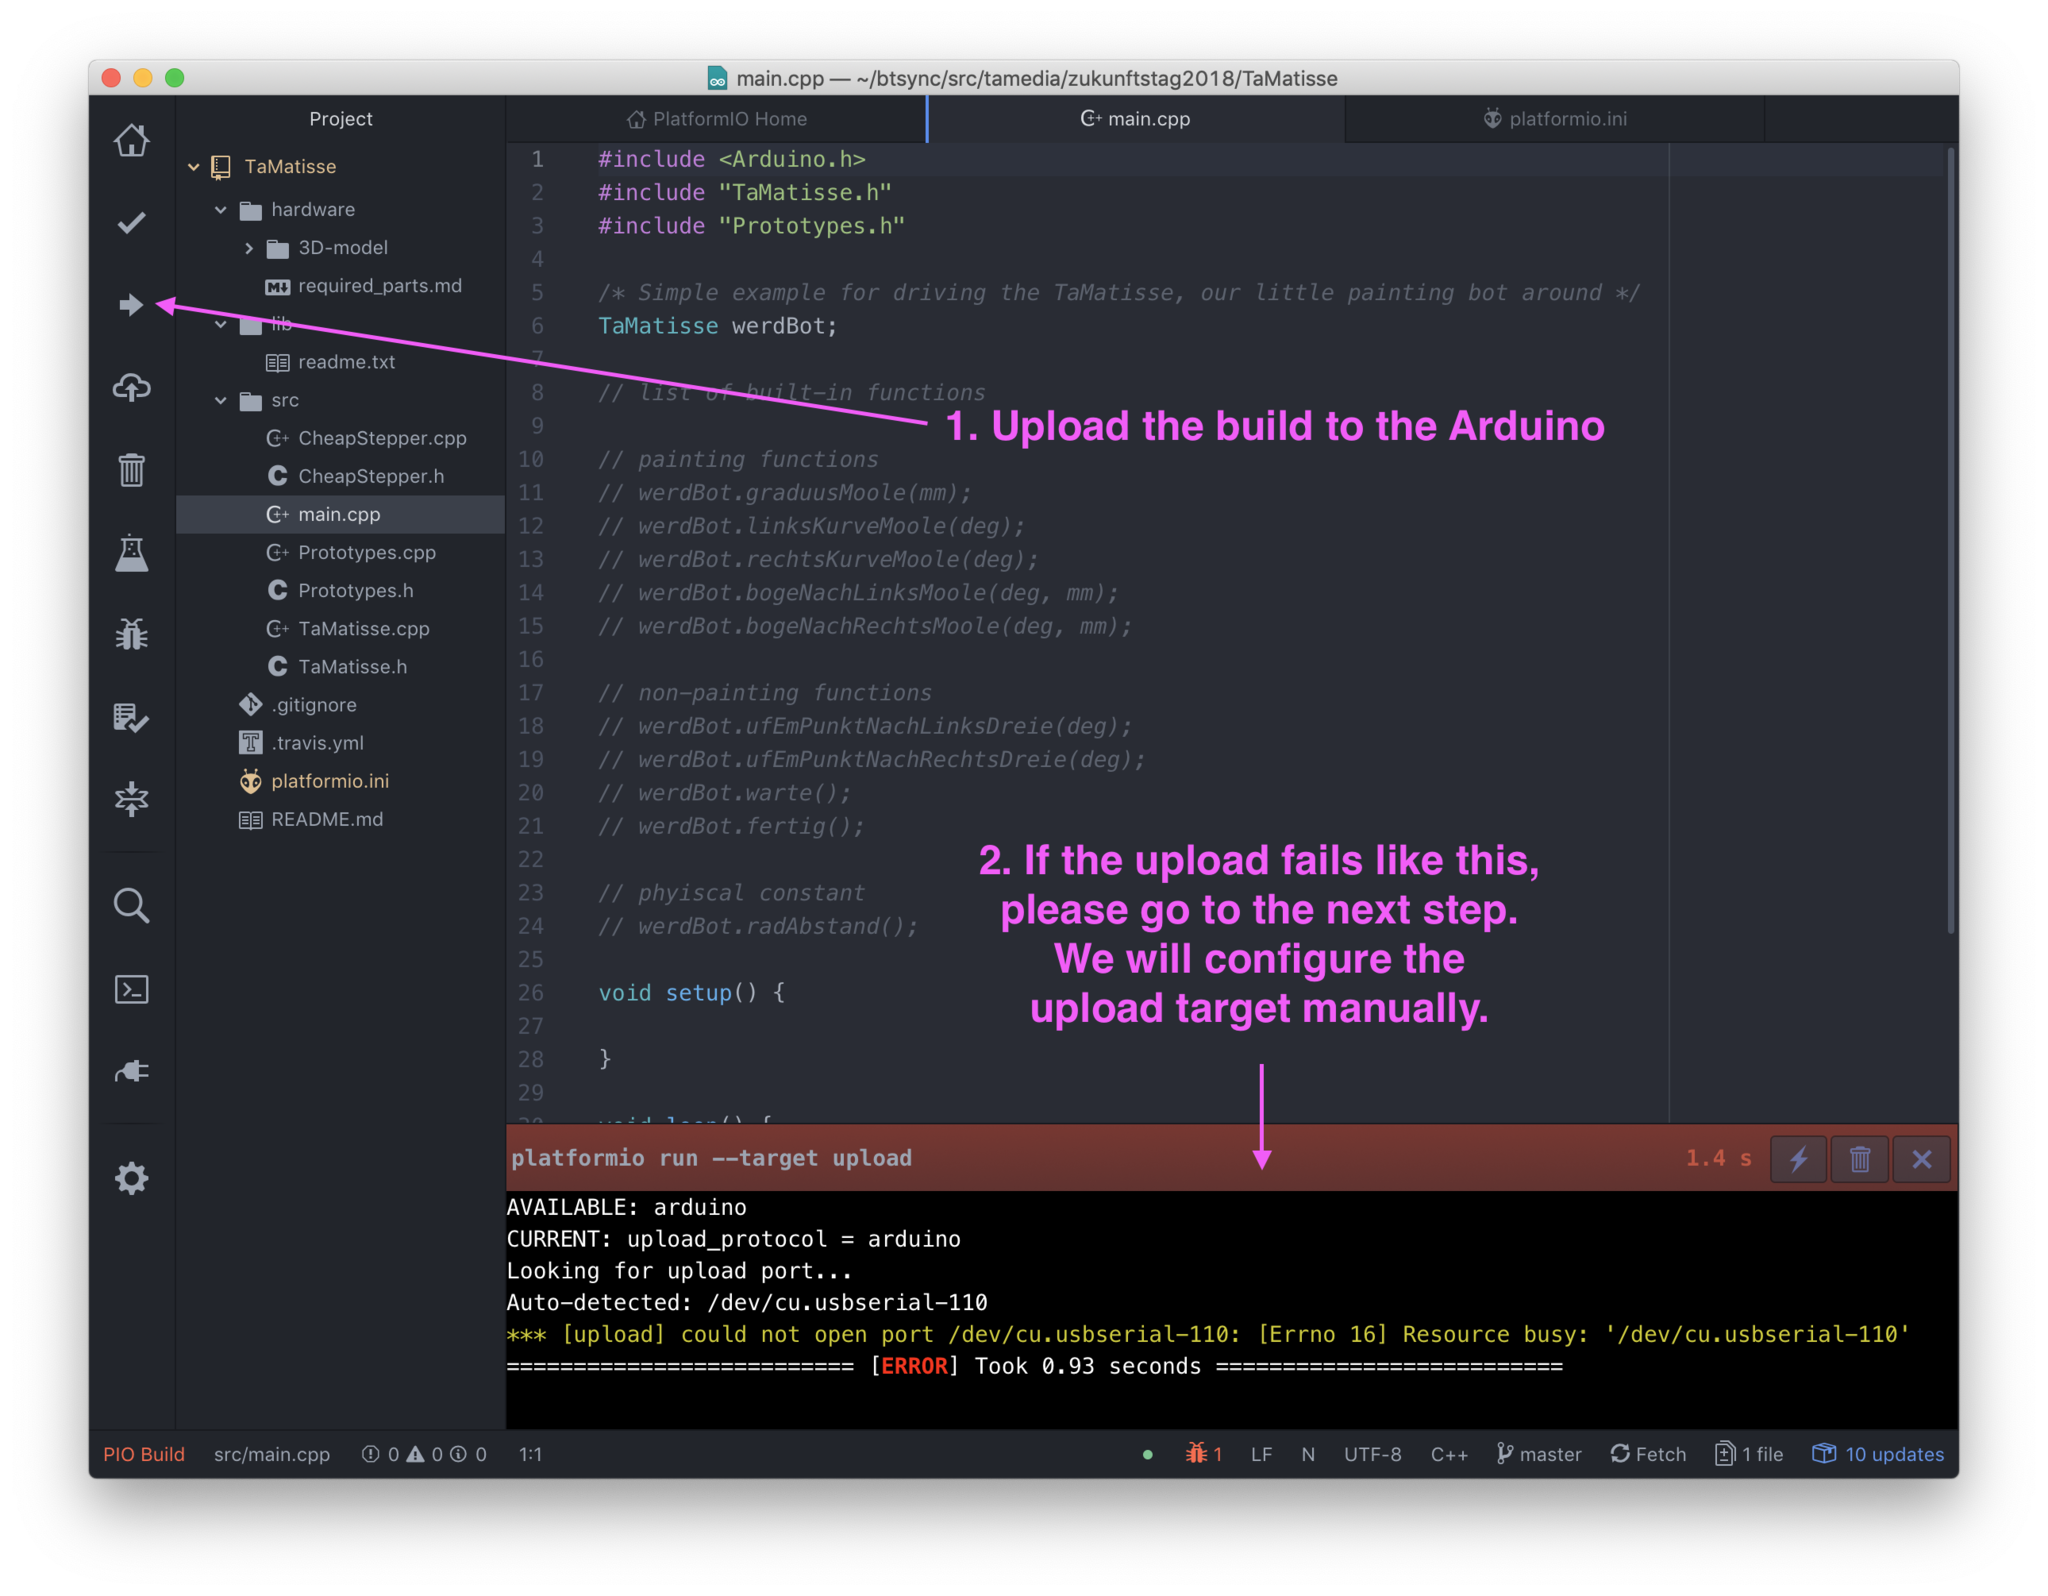 main.cpp — ~/btsync/src/tamedia/zukunftstag2018/TaMatisse
Project
PlatformIO Home
main.cpp
platformio.ini
TaMatisse
hardware
3D-model
required_parts.md
lib
readme.txt
src
CheapStepper.cpp
CheapStepper.h
main.cpp
Prototypes.cpp
Prototypes.h
TaMatisse.cpp
TaMatisse.h
.gitignore
.travis.yml
platformio.ini
README.md
1 #include <Arduino.h>
2 #include "TaMatisse.h"
3 #include "Prototypes.h"
4
5 /* Simple example for driving the TaMatisse, our little painting bot around */
6 TaMatisse werdBot;
7
8 // list of built-in functions
9
10 // painting functions
11 // werdBot.graduusMoole(mm);
12 // werdBot.linksKurveMoole(deg);
13 // werdBot.rechtsKurveMoole(deg);
14 // werdBot.bogeNachLinksMoole(deg, mm);
15 // werdBot.bogeNachRechtsMoole(deg, mm);
16
17 // non-painting functions
18 // werdBot.ufEmPunktNachLinksDreie(deg);
19 // werdBot.ufEmPunktNachRechtsDreie(deg);
20 // werdBot.warte();
21 // werdBot.fertig();
22
23 // phyiscal constant
24 // werdBot.radAbstand();
25
26 void setup() {
27
28 }
29
30 void loop() {
1. Upload the build to the Arduino
2. If the upload fails like this,
please go to the next step.
We will configure the
upload target manually.
platformio run --target upload 1.4 s
AVAILABLE: arduino
CURRENT: upload_protocol = arduino
Looking for upload port...
Auto-detected: /dev/cu.usbserial-110
*** [upload] could not open port /dev/cu.usbserial-110: [Errno 16] Resource busy: '/dev/cu.usbserial-110'
========================== [ERROR] Took 0.93 seconds ==========================
PIO Build src/main.cpp 0 0 0 1:1 1 LF N UTF-8 C++ master Fetch 1 file 10 updates